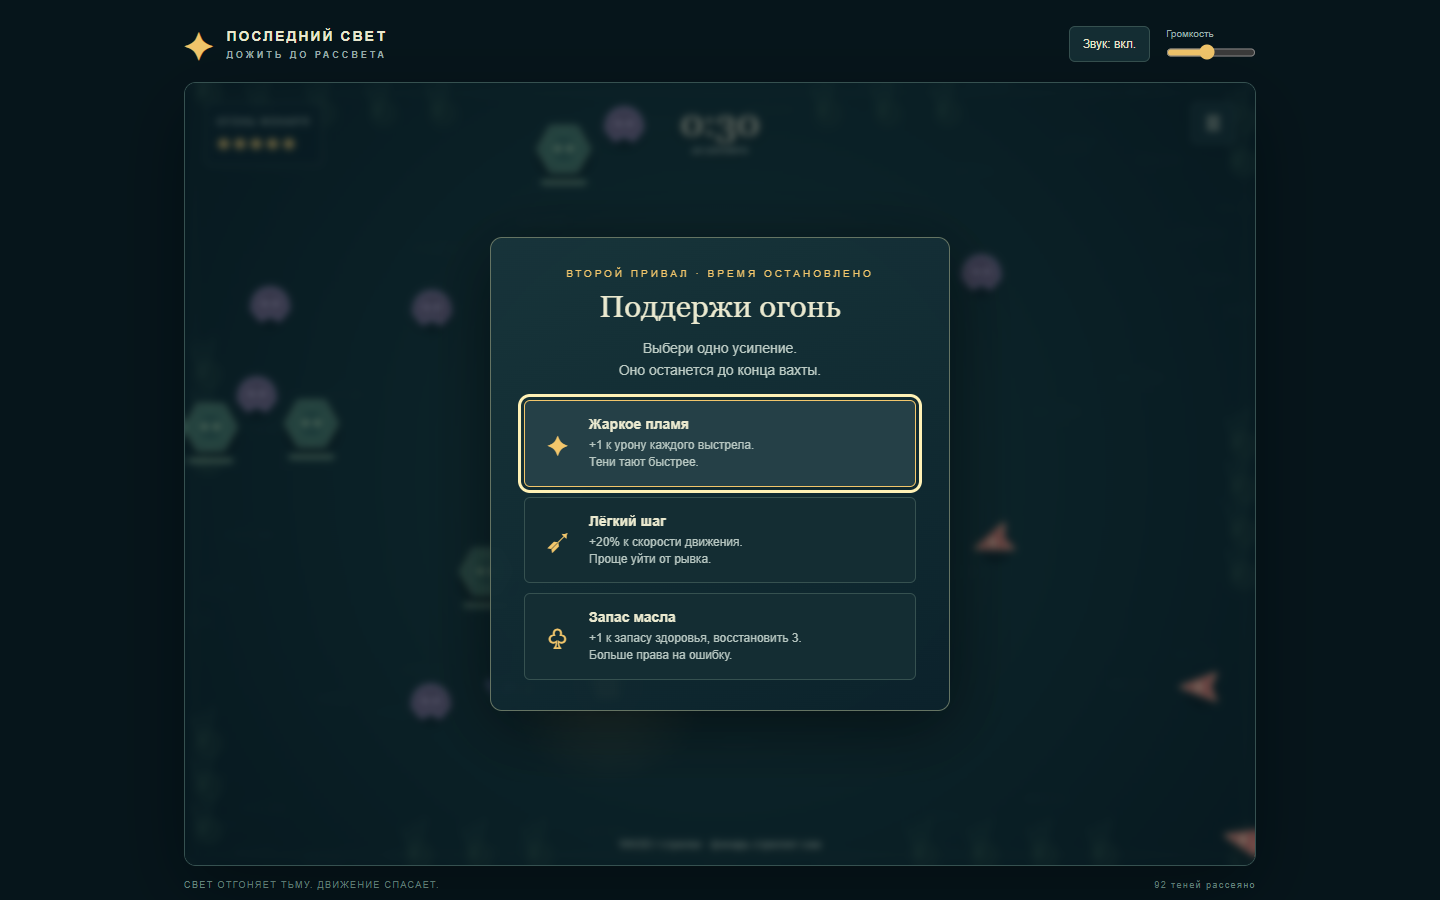 ПОСЛЕДНИЙ СВЕТ
ДОЖИТЬ ДО РАССВЕТА
Звук: вкл.
Громкость
0:30
ВТОРОЙ ПРИВАЛ · ВРЕМЯ ОСТАНОВЛЕНО
Поддержи огонь
Выбери одно усиление.
Оно останется до конца вахты.
Жаркое пламя
+1 к урону каждого выстрела.
Тени тают быстрее.
Лёгкий шаг
+20% к скорости движения.
Проще уйти от рывка.
Запас масла
+1 к запасу здоровья, восстановить 3.
Больше права на ошибку.
СВЕТ ОТГОНЯЕТ ТЬМУ. ДВИЖЕНИЕ СПАСАЕТ.
92 теней рассеяно